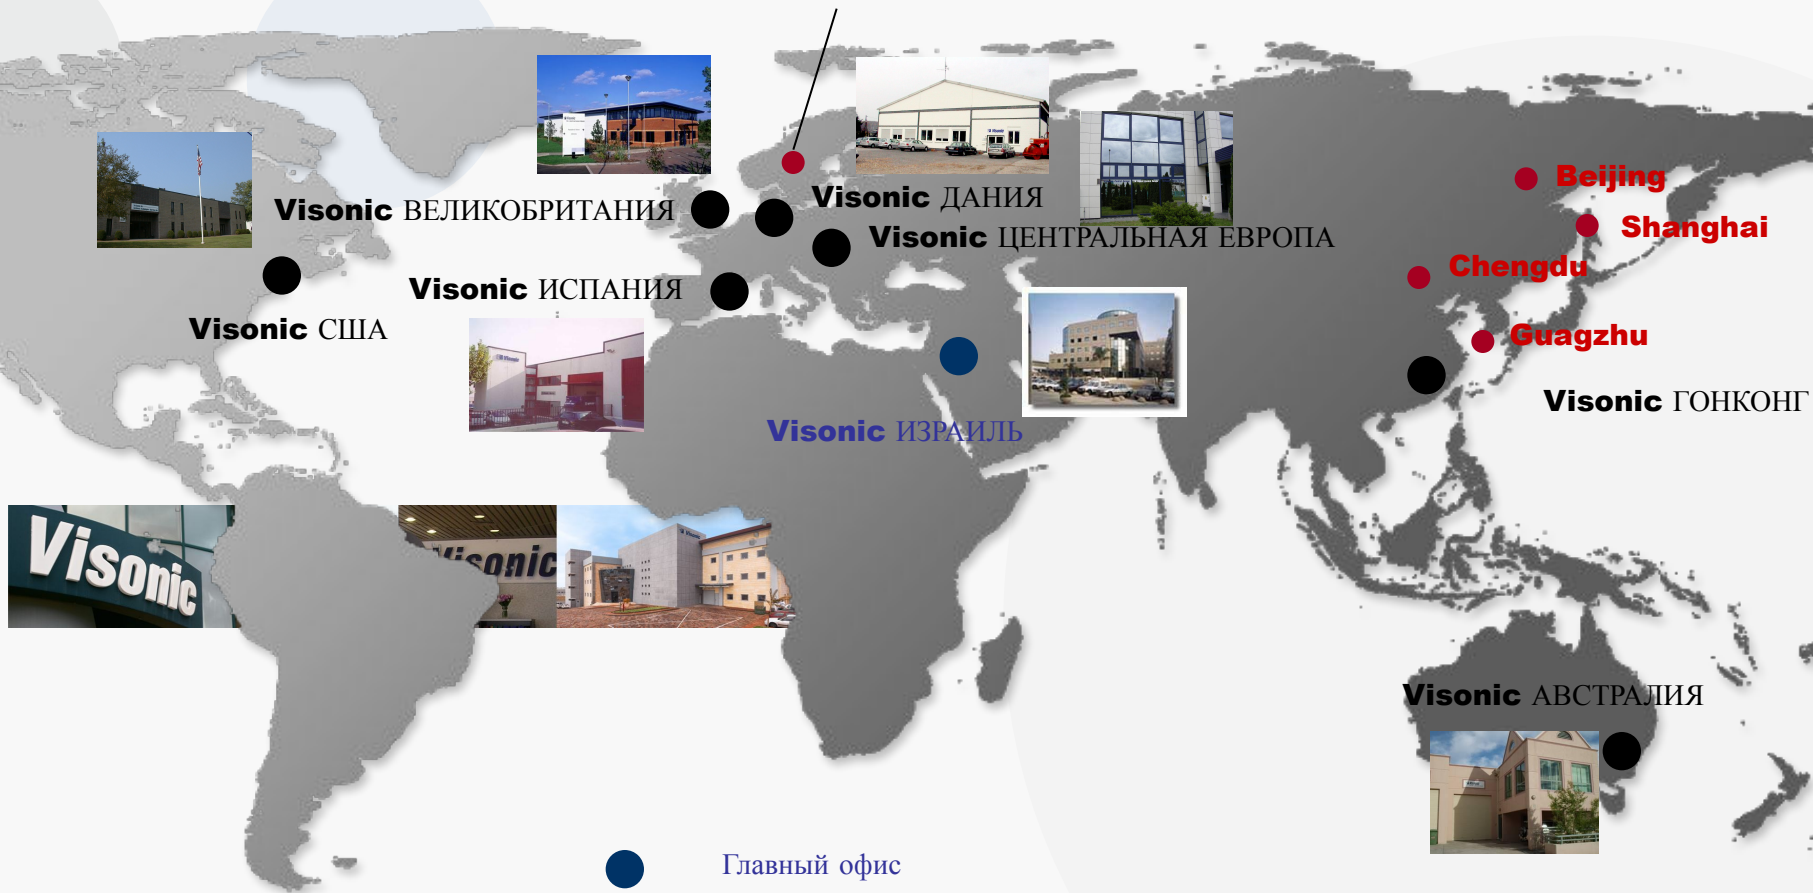 Visonic ВЕЛИКОБРИТАНИЯ
Visonic ДАНИЯ
Visonic ЦЕНТРАЛЬНАЯ ЕВРОПА
Visonic ИСПАНИЯ
Visonic США
Visonic ИЗРАИЛЬ
Beijing
Shanghai
Chengdu
Guagzhu
Visonic ГОНКОНГ
Visonic
Visonic
Visonic АВСТРАЛИЯ
Главный офис